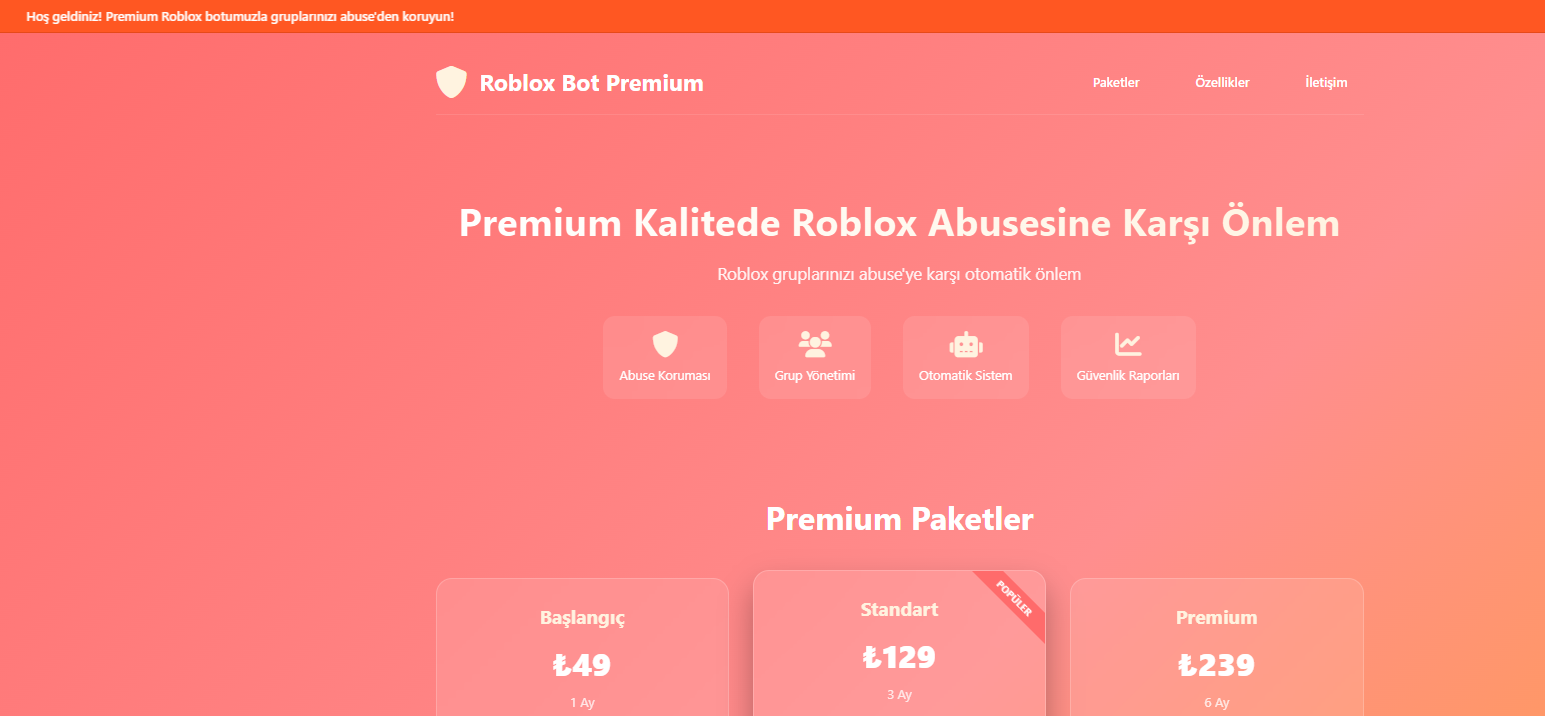 Hoş geldiniz! Premium Roblox botumuzla gruplarınızı abuse'den koruyun!
Roblox Bot Premium
Paketler
Özellikler
İletişim
Premium Kalitede Roblox Abusesine Karşı Önlem
Roblox gruplarınızı abuse'ye karşı otomatik önlem
Abuse Koruması
Grup Yönetimi
Otomatik Sistem
Güvenlik Raporları
Premium Paketler
Başlangıç
₺49
1 Ay
POPÜLER
Standart
₺129
3 Ay
Premium
₺239
6 Ay